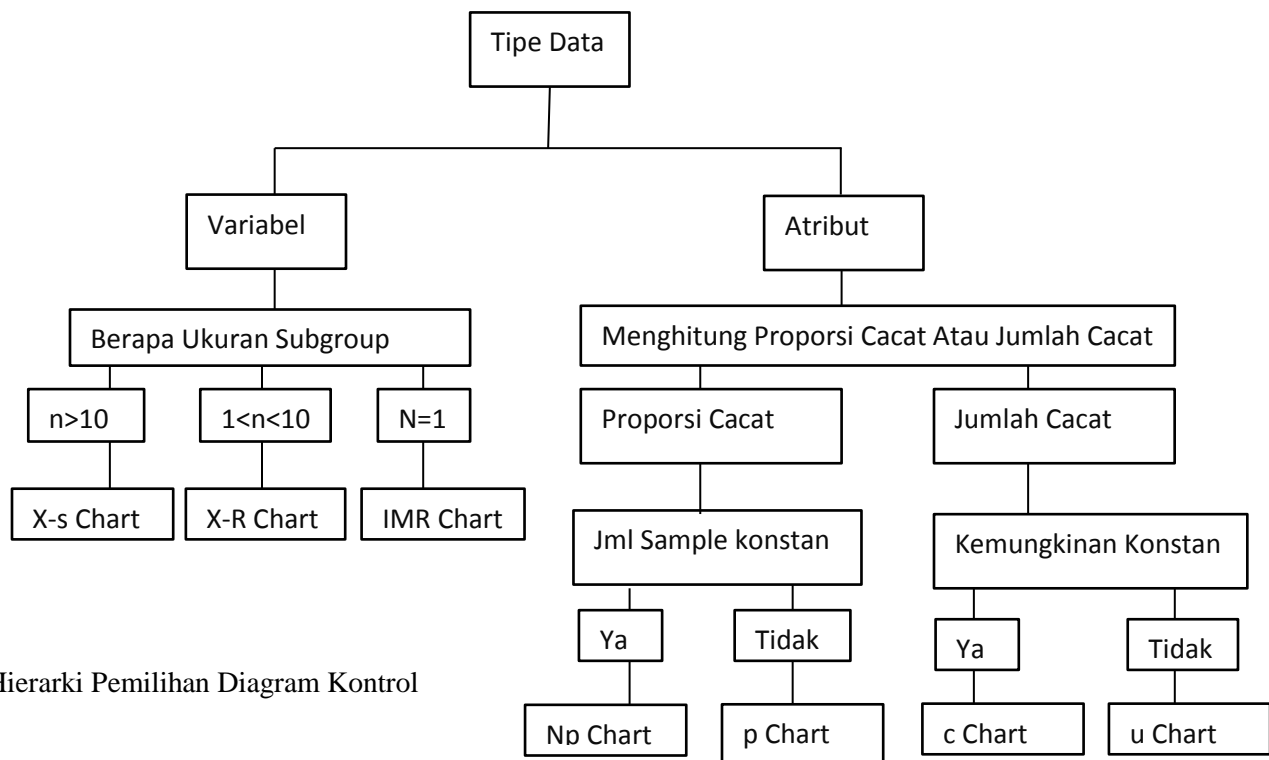 Tipe Data
Variabel
Atribut
Berapa Ukuran Subgroup
Menghitung Proporsi Cacat Atau Jumlah Cacat
n>10
1<n<10
N=1
Proporsi Cacat
Jumlah Cacat
X-s Chart
X-R Chart
IMR Chart
Jml Sample konstan
Kemungkinan Konstan
Ya
Tidak
Ya
Tidak
Hierarki Pemilihan Diagram Kontrol
Np Chart
p Chart
c Chart
u Chart